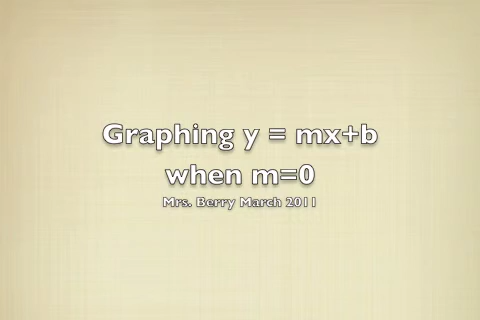 Graphing y = mx+b
when m=0
Mrs. Berry March 2011